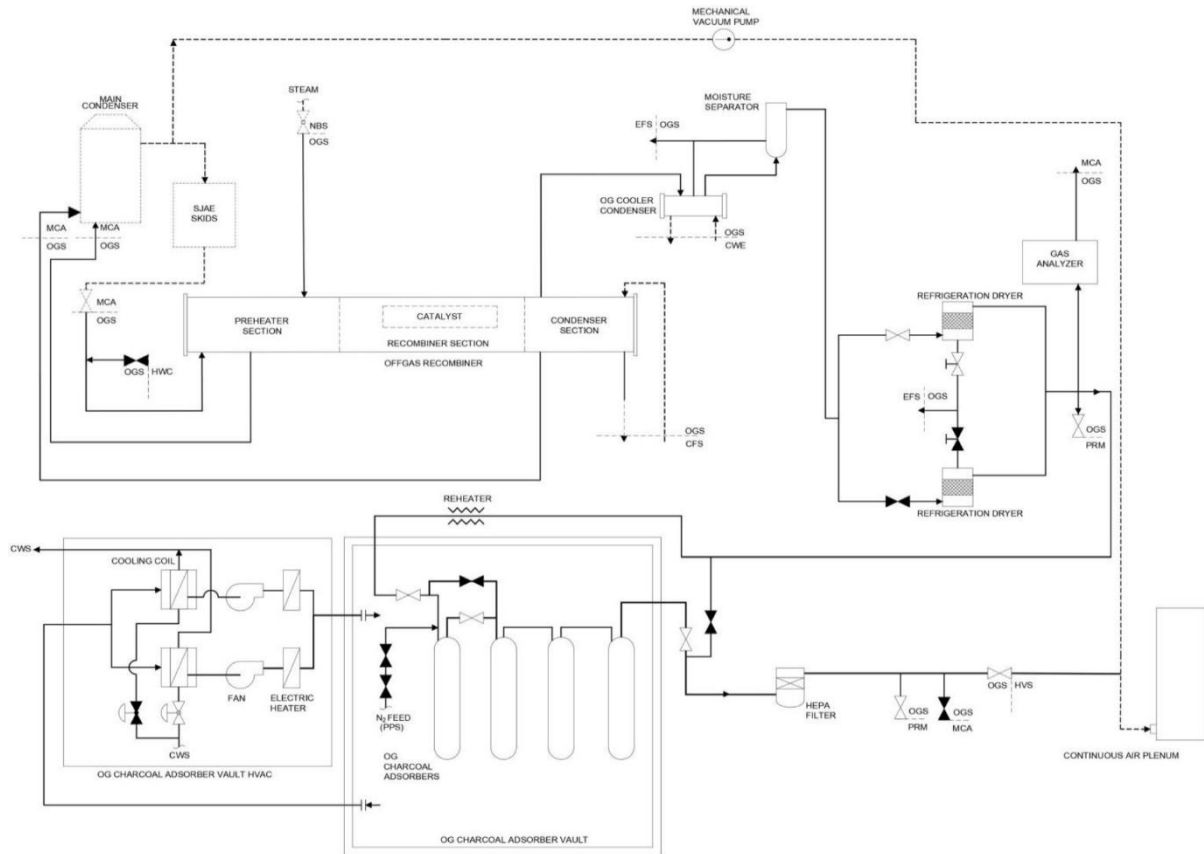 MECHANICAL
VACUUM PUMP
MAIN
CONDENSER
STEAM
NBS
OGS
MOISTURE
SEPARATOR
EFS
OGS
MCA
OGS
SJAE
SKIDS
OG COOLER
CONDENSER
OGS
CWE
MCA
OGS
MCA
OGS
GAS
ANALYZER
MCA
OGS
PREHEATER
SECTION
CATALYST
RECOMBINER SECTION
CONDENSER
SECTION
OFFGAS RECOMBINER
OGS
HWC
REFRIGERATION DRYER
EFS
OGS
OGS
PRM
OGS
CFS
REFRIGERATION DRYER
REHEATER
CWS
COOLING COIL
FAN
ELECTRIC
HEATER
CWS
OG CHARCOAL ADSORBER VAULT HVAC
N2 FEED
(PPS)
OG
CHARCOAL
ADSORBERS
OG CHARCOAL ADSORBER VAULT
HEPA
FILTER
OGS
PRM
OGS
MCA
OGS
HVS
CONTINUOUS AIR PLENUM